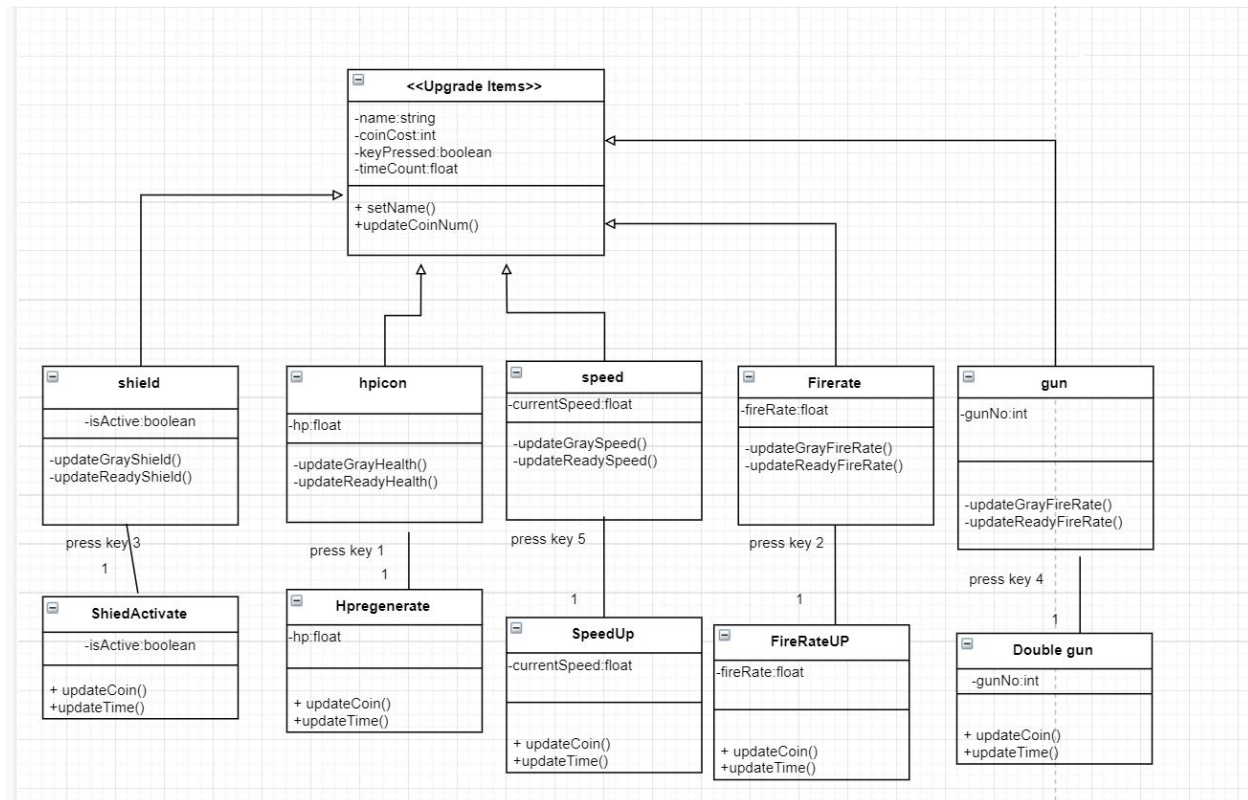 <<Upgrade Items>>
-name:string
-coinCost:int
-keyPressed:boolean
-timeCount:float
+ setName()
+updateCoinNum()
shield
-isActive:boolean
-updateGrayShield()
-updateReadyShield()
hpicon
-hp:float
-updateGrayHealth()
-updateReadyHealth()
speed
-currentSpeed:float
-updateGraySpeed()
-updateReadySpeed()
Firerate
-fireRate:float
-updateGrayFireRate()
-updateReadyFireRate()
gun
-gunNo:int
-updateGrayFireRate()
-updateReadyFireRate()
press key 3
1
press key 1
1
press key 5
1
press key 2
1
press key 4
1
ShiedActivate
-isActive:boolean
+ updateCoin()
+updateTime()
Hpregenerate
-hp:float
+ updateCoin()
+updateTime()
SpeedUp
-currentSpeed:float
+ updateCoin()
+updateTime()
FireRateUP
-fireRate:float
+ updateCoin()
+updateTime()
Double gun
-gunNo:int
+ updateCoin()
+updateTime()